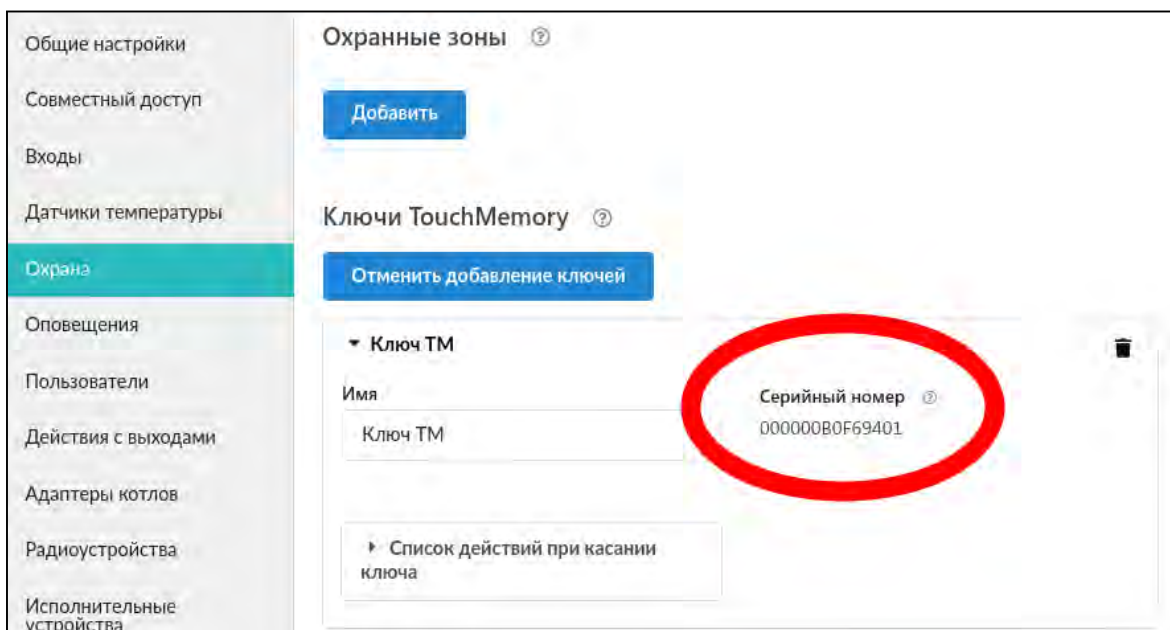 Общие настройки
Совместный доступ
Входы
Датчики температуры
Охрана
Оповещения
Пользователи
Действия с выходами
Адаптеры котлов
Радиоустройства
Исполнительные
устройства
Охранные зоны ?
Добавить
Ключи TouchMemory ?
Отменить добавление ключей
Ключ ТМ
Имя
Ключ ТМ
Серийный номер ?
000000B0F69401
Список действий при касании
ключа